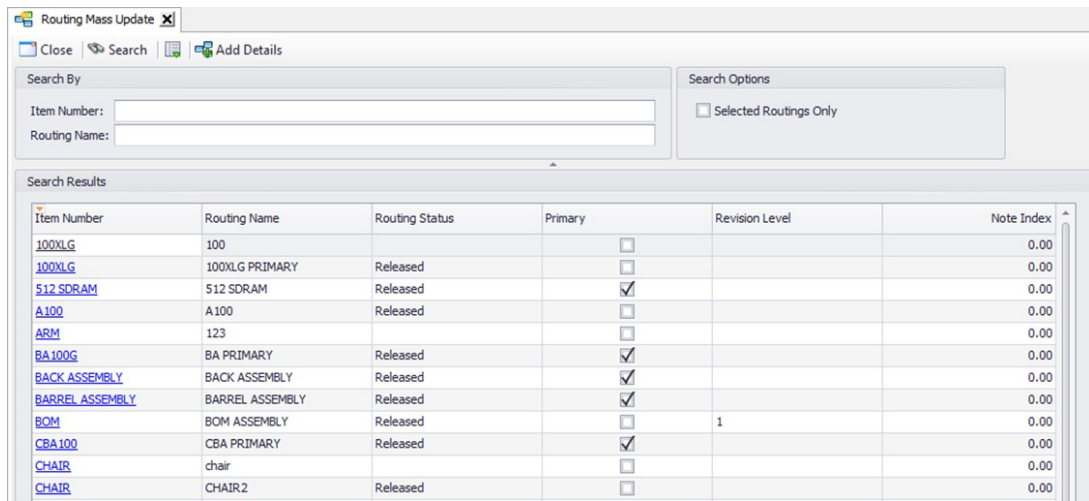 Routing Mass Update
Close Search Add Details
Search By
Search Options
Item Number:
Selected Routings Only
Routing Name:
Search Results
Item Number Routing Name Routing Status Primary Revision Level Note Index
100XLG 100 0.00
100XLG 100XLG PRIMARY Released 0.00
512 SDRAM 512 SDRAM Released 0.00
A100 A100 Released 0.00
ARM 123 0.00
BA100G BA PRIMARY Released 0.00
BACK ASSEMBLY BACK ASSEMBLY Released 0.00
BARREL ASSEMBLY BARREL ASSEMBLY Released 0.00
BOM BOM ASSEMBLY Released 1 0.00
CBA100 CBA PRIMARY Released 0.00
CHAIR chair 0.00
CHAIR CHAIR2 Released 0.00